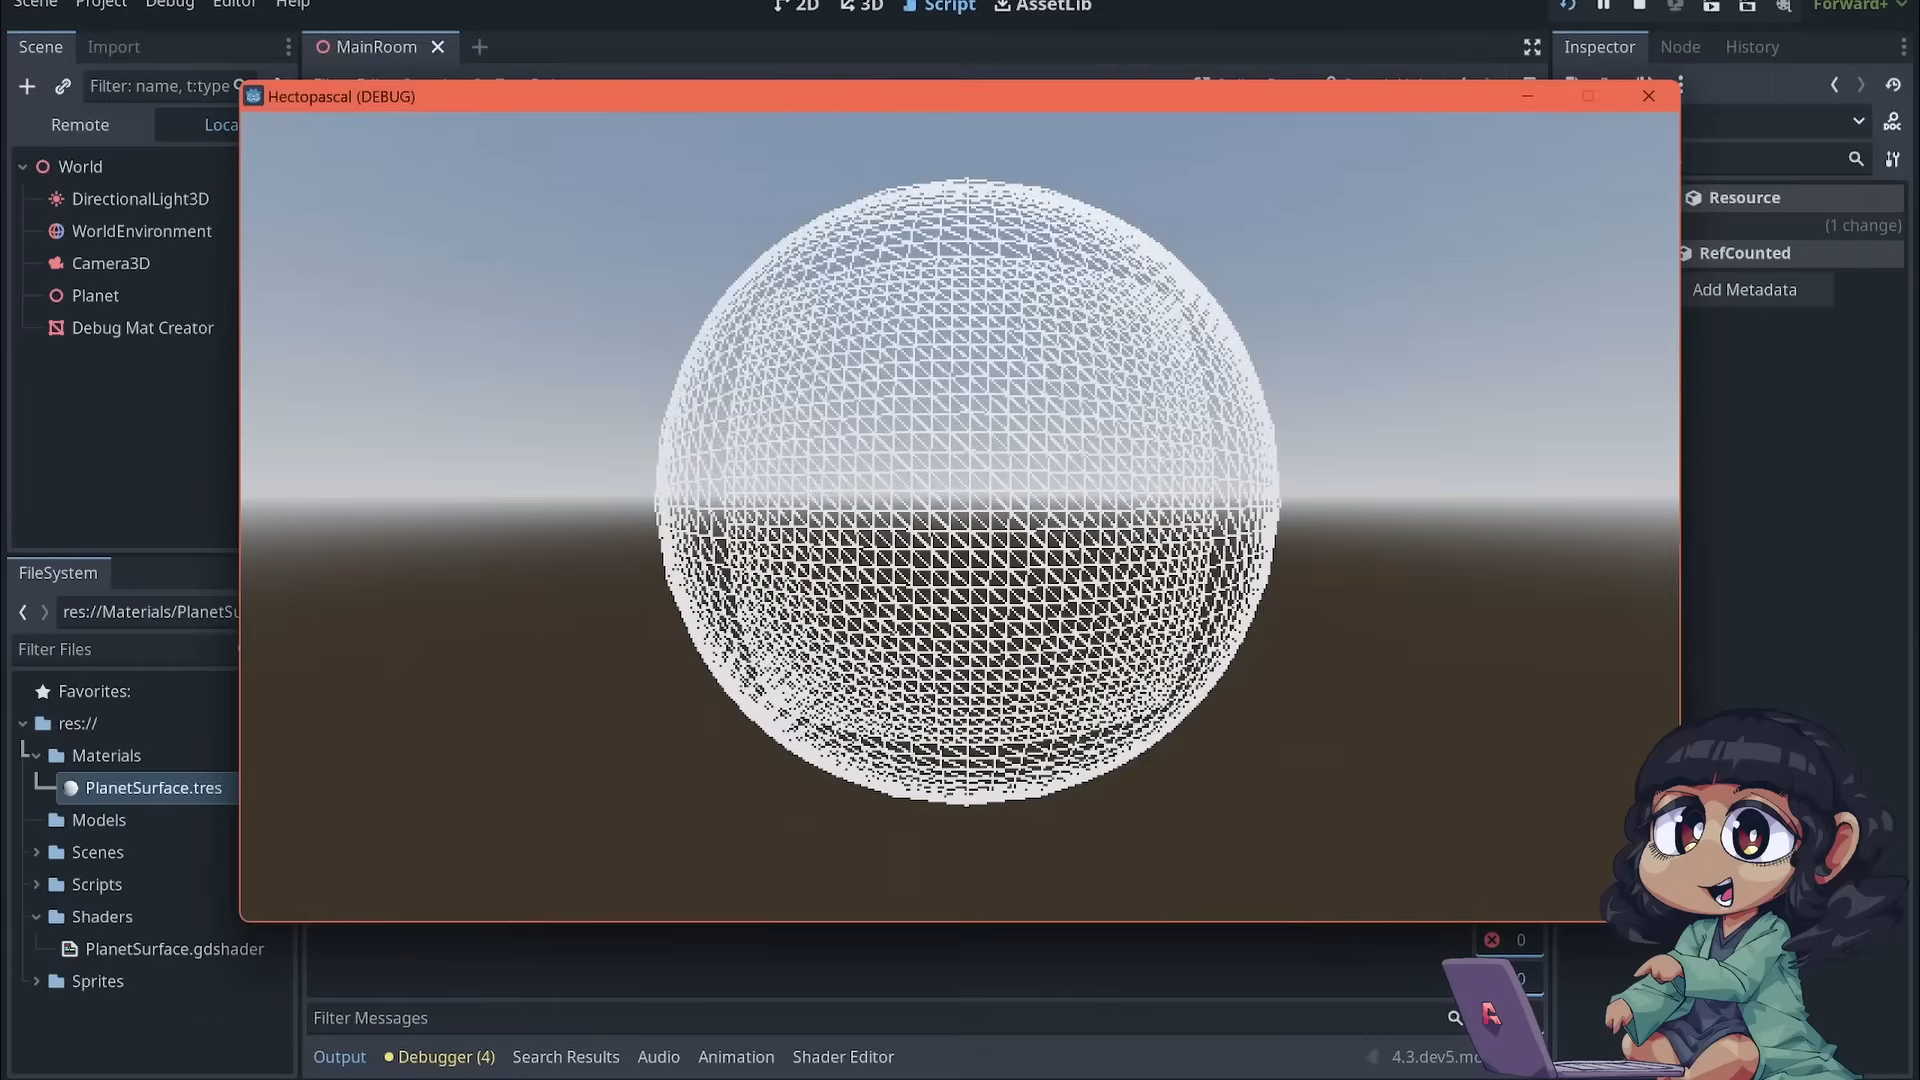 Scene Project Debug Editor Help
2D 3D Script AssetLib
Forward+
Scene Import
MainRoom
Inspector Node History
Filter: name, t:type
Hectopascal (DEBUG)
Remote Loca
World
DirectionalLight3D
WorldEnvironment
Camera3D
Planet
Debug Mat Creator
Resource
(1 change)
RefCounted
Add Metadata
FileSystem
res://Materials/PlanetSu
Filter Files
Favorites:
res://
Materials
PlanetSurface.tres
Models
Scenes
Scripts
Shaders
PlanetSurface.gdshader
Sprites
0
0
Filter Messages
Output Debugger (4) Search Results Audio Animation Shader Editor
4.3.dev5.mo